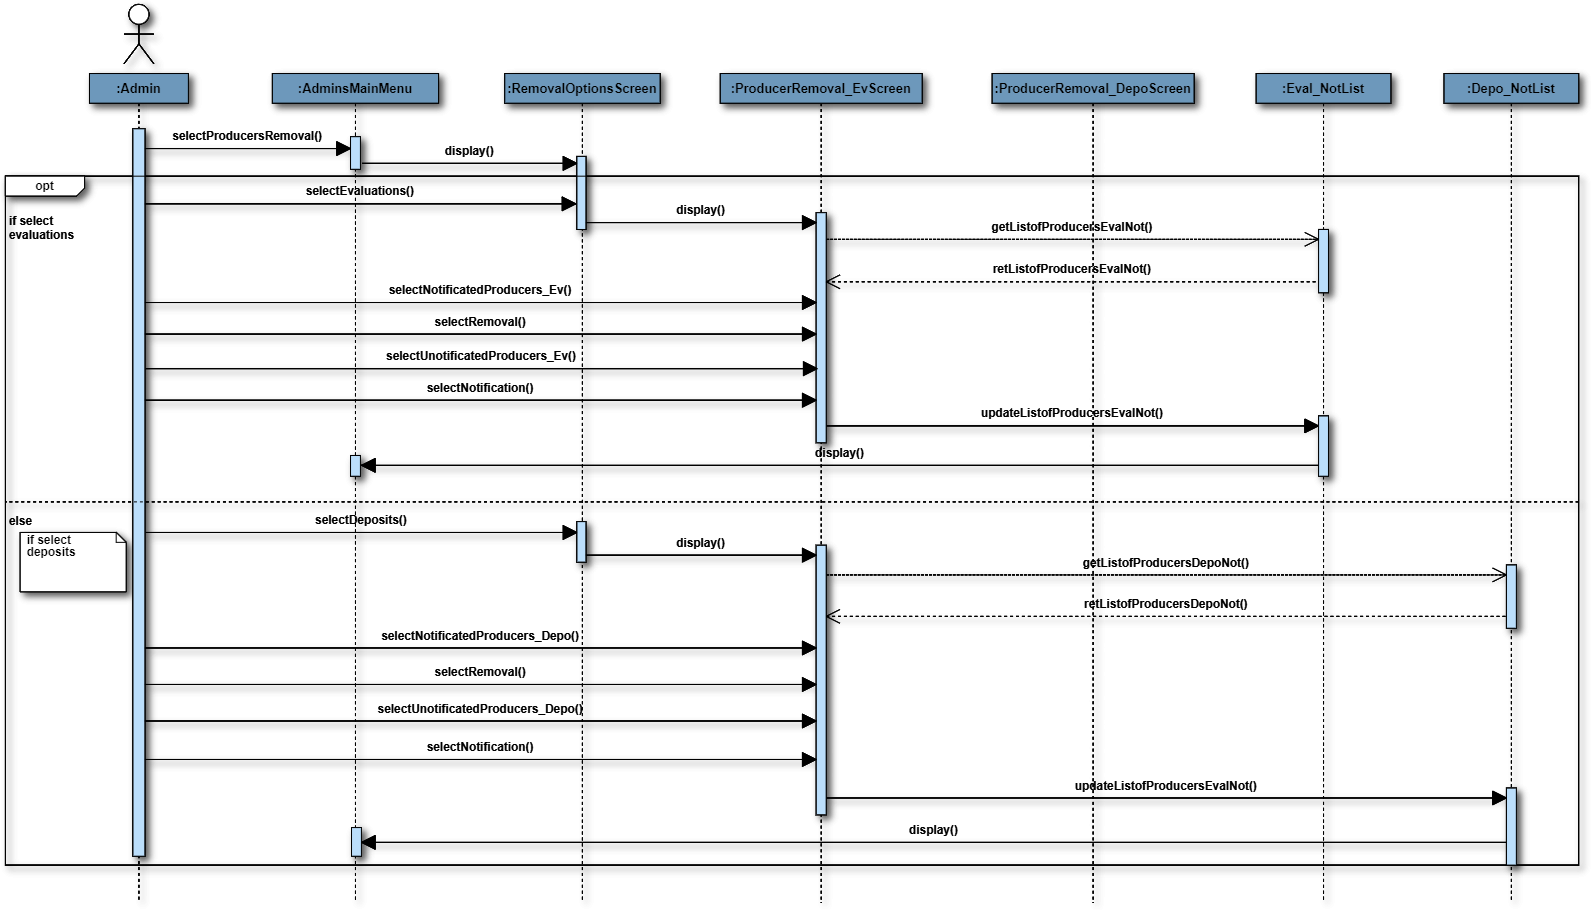 :Admin
:AdminsMainMenu
:RemovalOptionsScreen
:ProducerRemoval_EvScreen
:ProducerRemoval_DepoScreen
:Eval_NotList
:Depo_NotList
selectProducersRemoval()
display()
opt
selectEvaluations()
if select
evaluations
display()
getListofProducersEvalNot()
retListofProducersEvalNot()
selectNotificatedProducers_Ev()
selectRemoval()
selectUnotificatedProducers_Ev()
selectNotification()
updateListofProducersEvalNot()
display()
else
selectDeposits()
if select
deposits
display()
getListofProducersDepoNot()
retListofProducersDepoNot()
selectNotificatedProducers_Depo()
selectRemoval()
selectUnotificatedProducers_Depo()
selectNotification()
updateListofProducersEvalNot()
display()